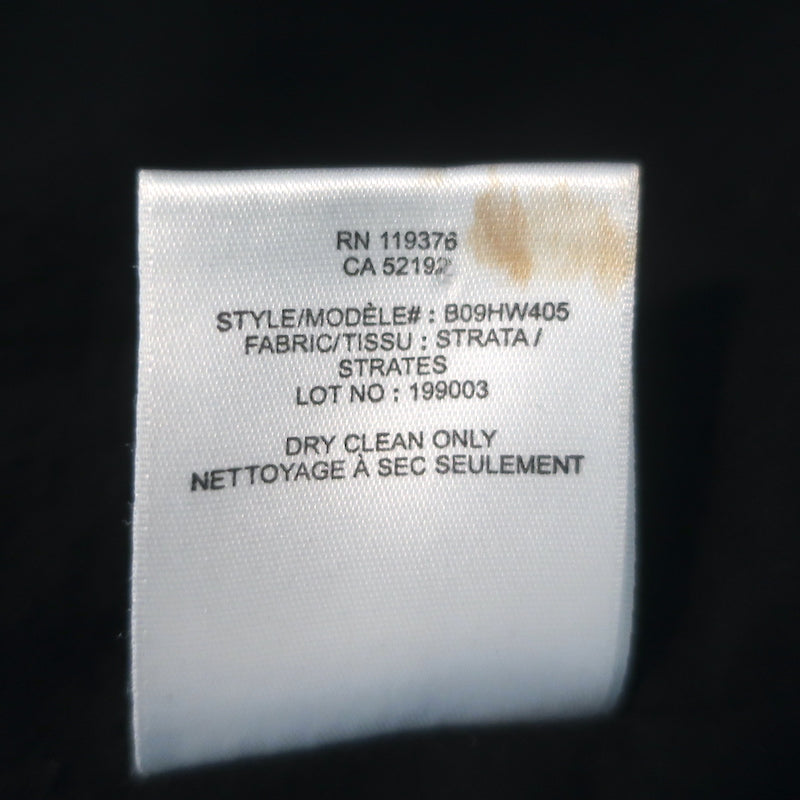 RN 119376
CA 52192
STYLE/MODÈLE# : B09HW405
FABRIC/TISSU : STRATA /
STRATES
LOT NO : 199003
DRY CLEAN ONLY
NETTOYAGE À SEC SEULEMENT